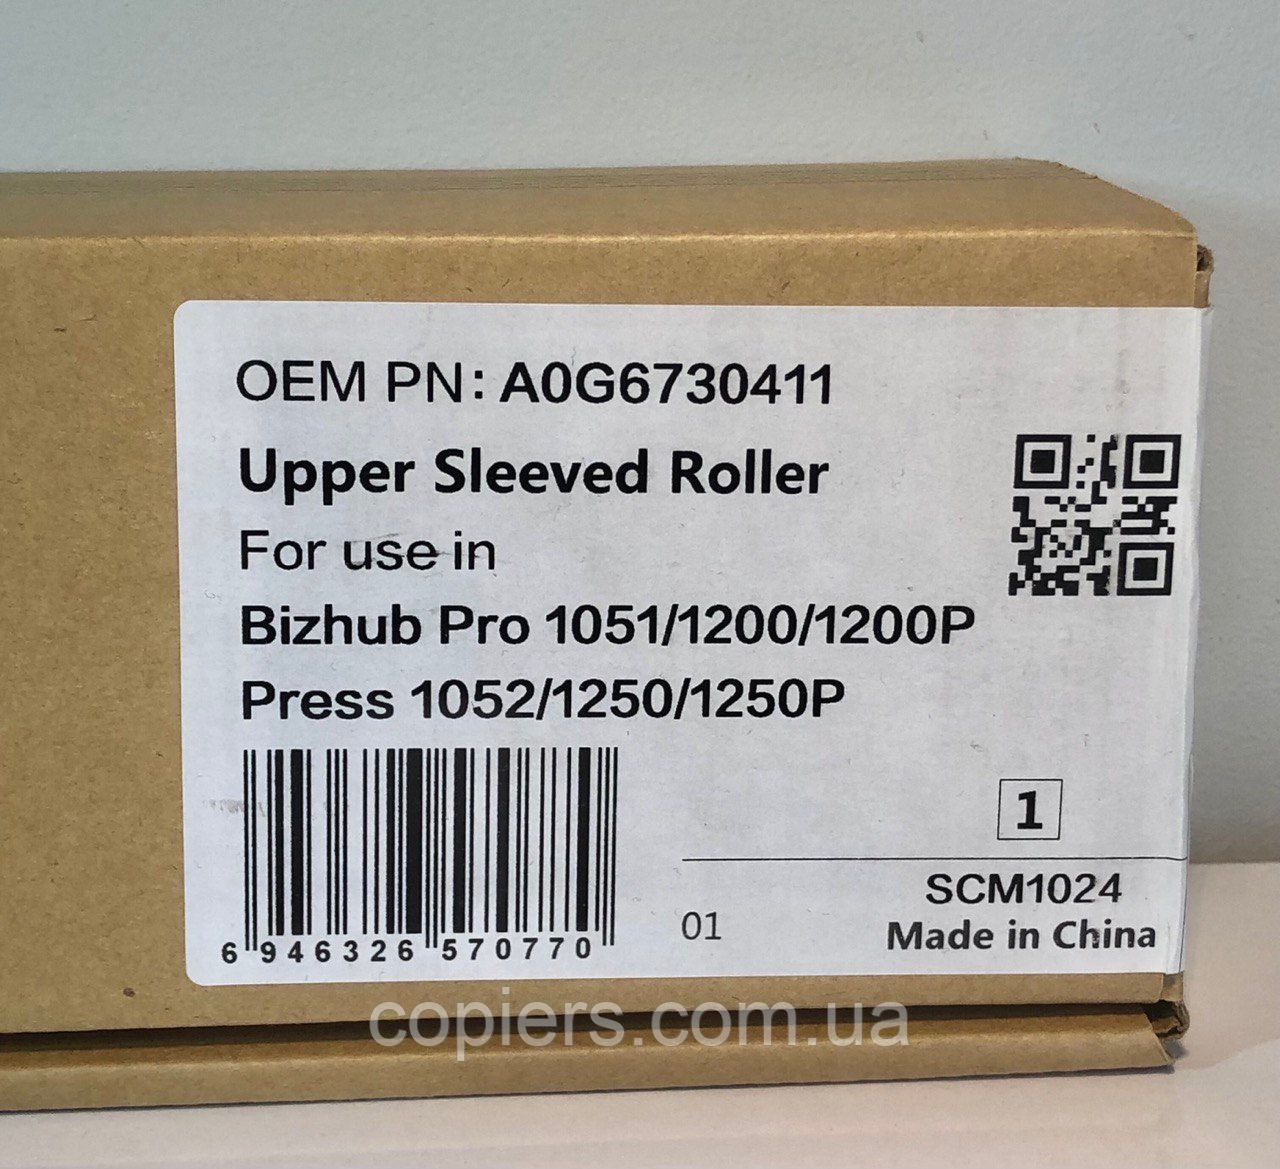 OEM PN: A0G6730411
Upper Sleeved Roller
For use in
Bizhub Pro 1051/1200/1200P
Press 1052/1250/1250P
1
6 946326 570770
01
SCM1024
Made in China
copiers.com.ua